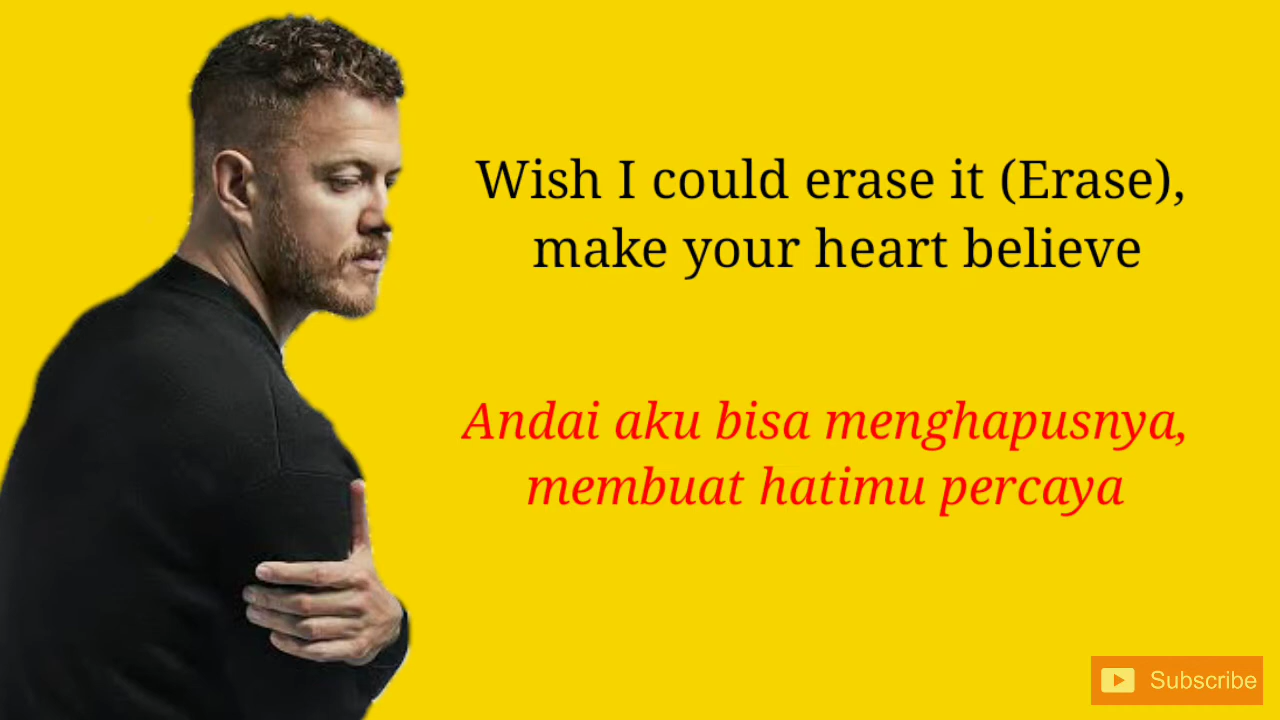 Wish I could erase it (Erase),
make your heart believe
Andai aku bisa menghapusnya,
membuat hatimu percaya
Subscribe